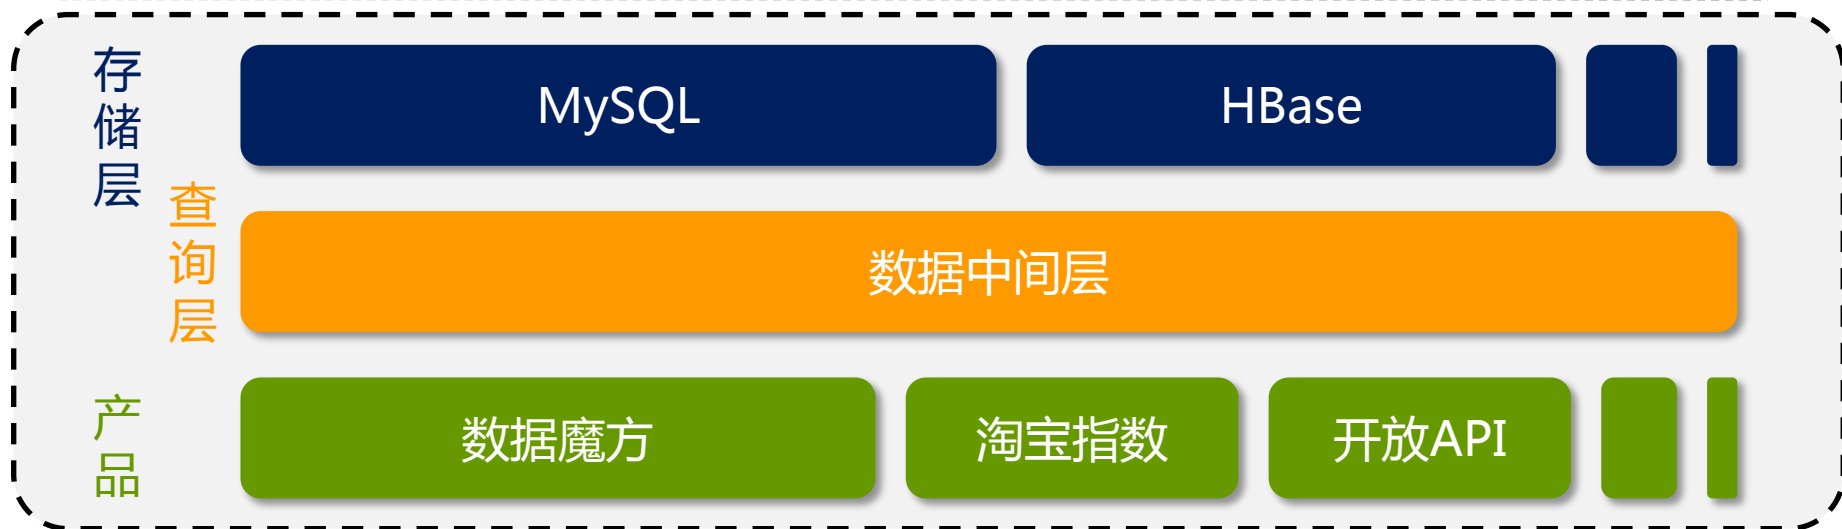 存储层
MySQL
HBase
查询层
数据中间层
产品
数据魔方
淘宝指数
开放API